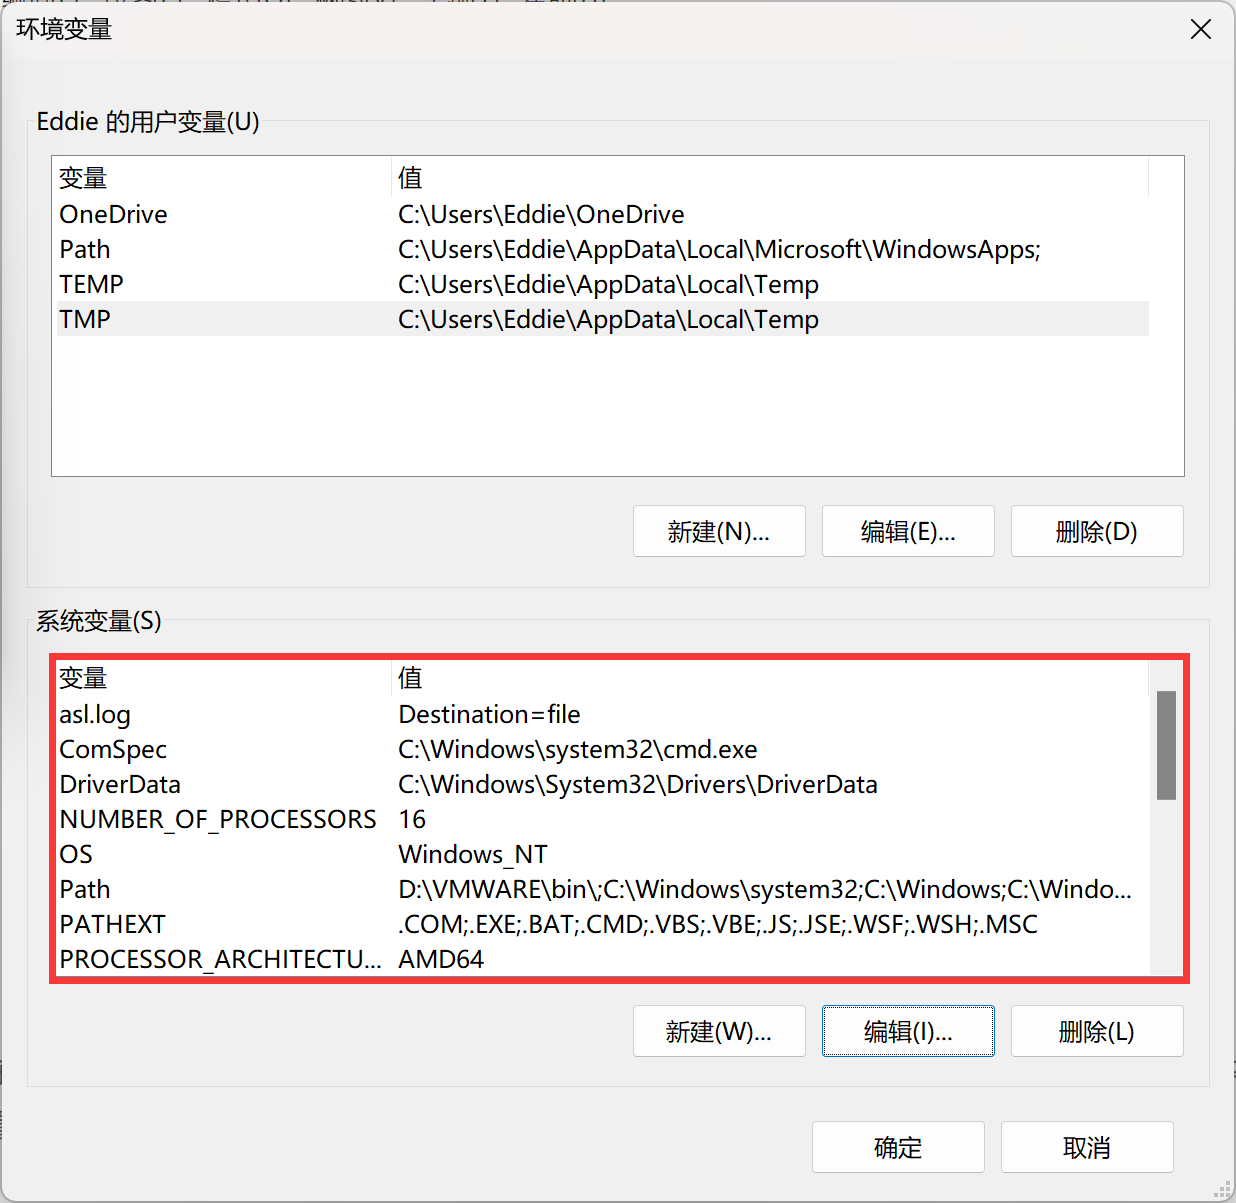 环境变量
Eddie 的用户变量(U)
变量 值
OneDrive C:\Users\Eddie\OneDrive
Path C:\Users\Eddie\AppData\Local\Microsoft\WindowsApps;
TEMP C:\Users\Eddie\AppData\Local\Temp
TMP C:\Users\Eddie\AppData\Local\Temp
新建(N)... 编辑(E)... 删除(D)
系统变量(S)
变量 值
asl.log Destination=file
ComSpec C:\Windows\system32\cmd.exe
DriverData C:\Windows\System32\Drivers\DriverData
NUMBER_OF_PROCESSORS 16
OS Windows_NT
Path D:\VMWARE\bin\;C:\Windows\system32;C:\Windows;C:\Windo...
PATHEXT .COM;.EXE;.BAT;.CMD;.VBS;.VBE;.JS;.JSE;.WSF;.WSH;.MSC
PROCESSOR_ARCHITECTU... AMD64
新建(W)... 编辑(I)... 删除(L)
确定 取消